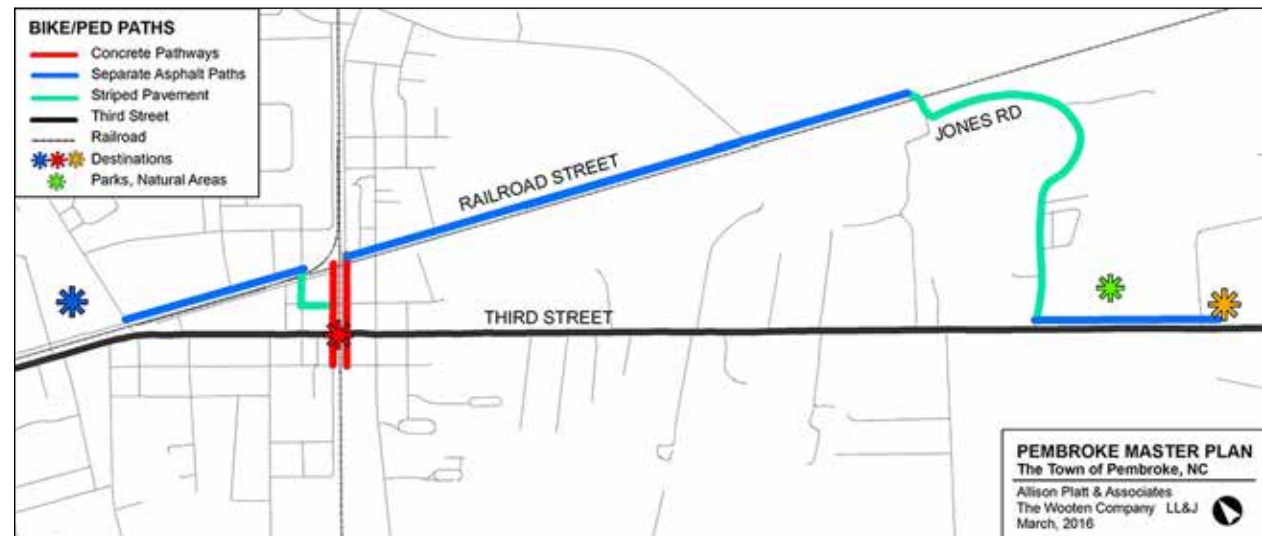 BIKE/PED PATHS
Concrete Pathways
Separate Asphalt Paths
Striped Pavement
Third Street
Railroad
Destinations
Parks, Natural Areas
RAILROAD STREET
JONES RD
THIRD STREET
PEMBROKE MASTER PLAN
The Town of Pembroke, NC
Allison Platt & Associates
The Wooten Company LL&J
March, 2016